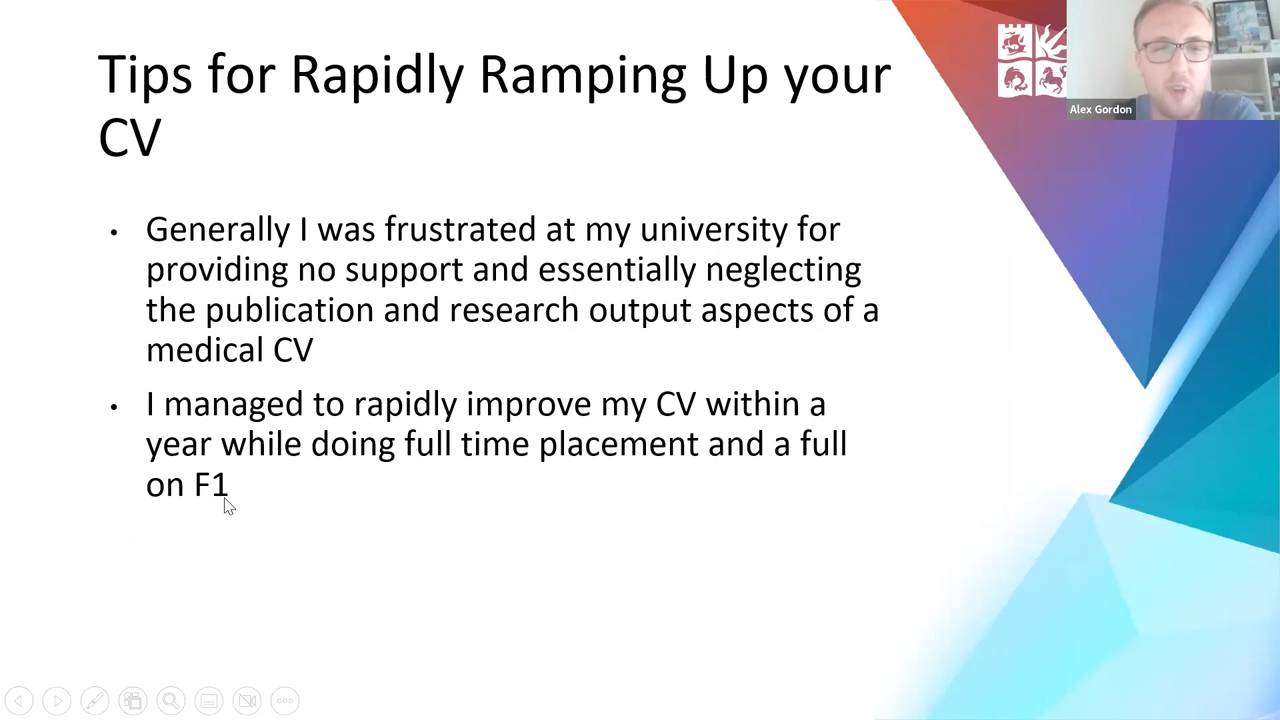 Tips for Rapidly Ramping Up your
CV
Alex Gordon
• Generally I was frustrated at my university for
providing no support and essentially neglecting
the publication and research output aspects of a
medical CV
• I managed to rapidly improve my CV within a
year while doing full time placement and a full
on F1